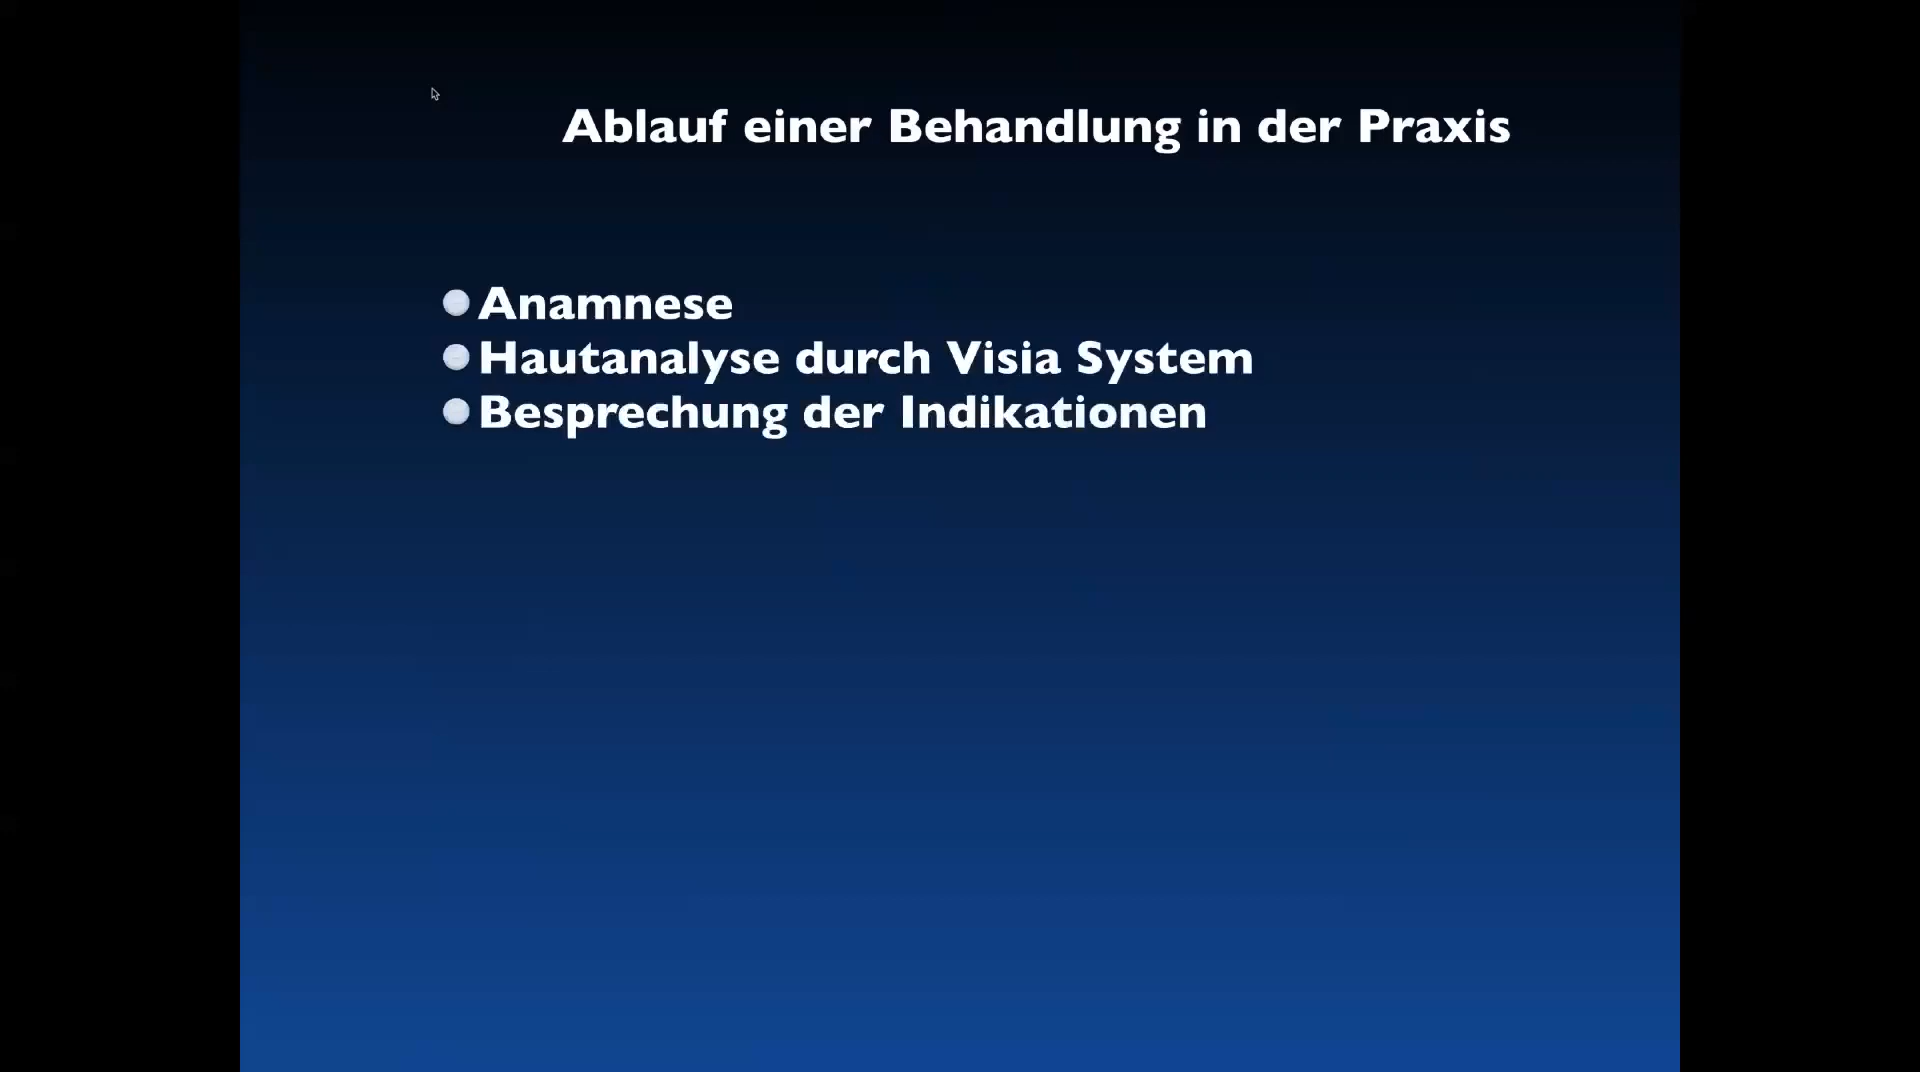 Ablauf einer Behandlung in der Praxis
Anamnese
Hautanalyse durch Visia System
Besprechung der Indikationen